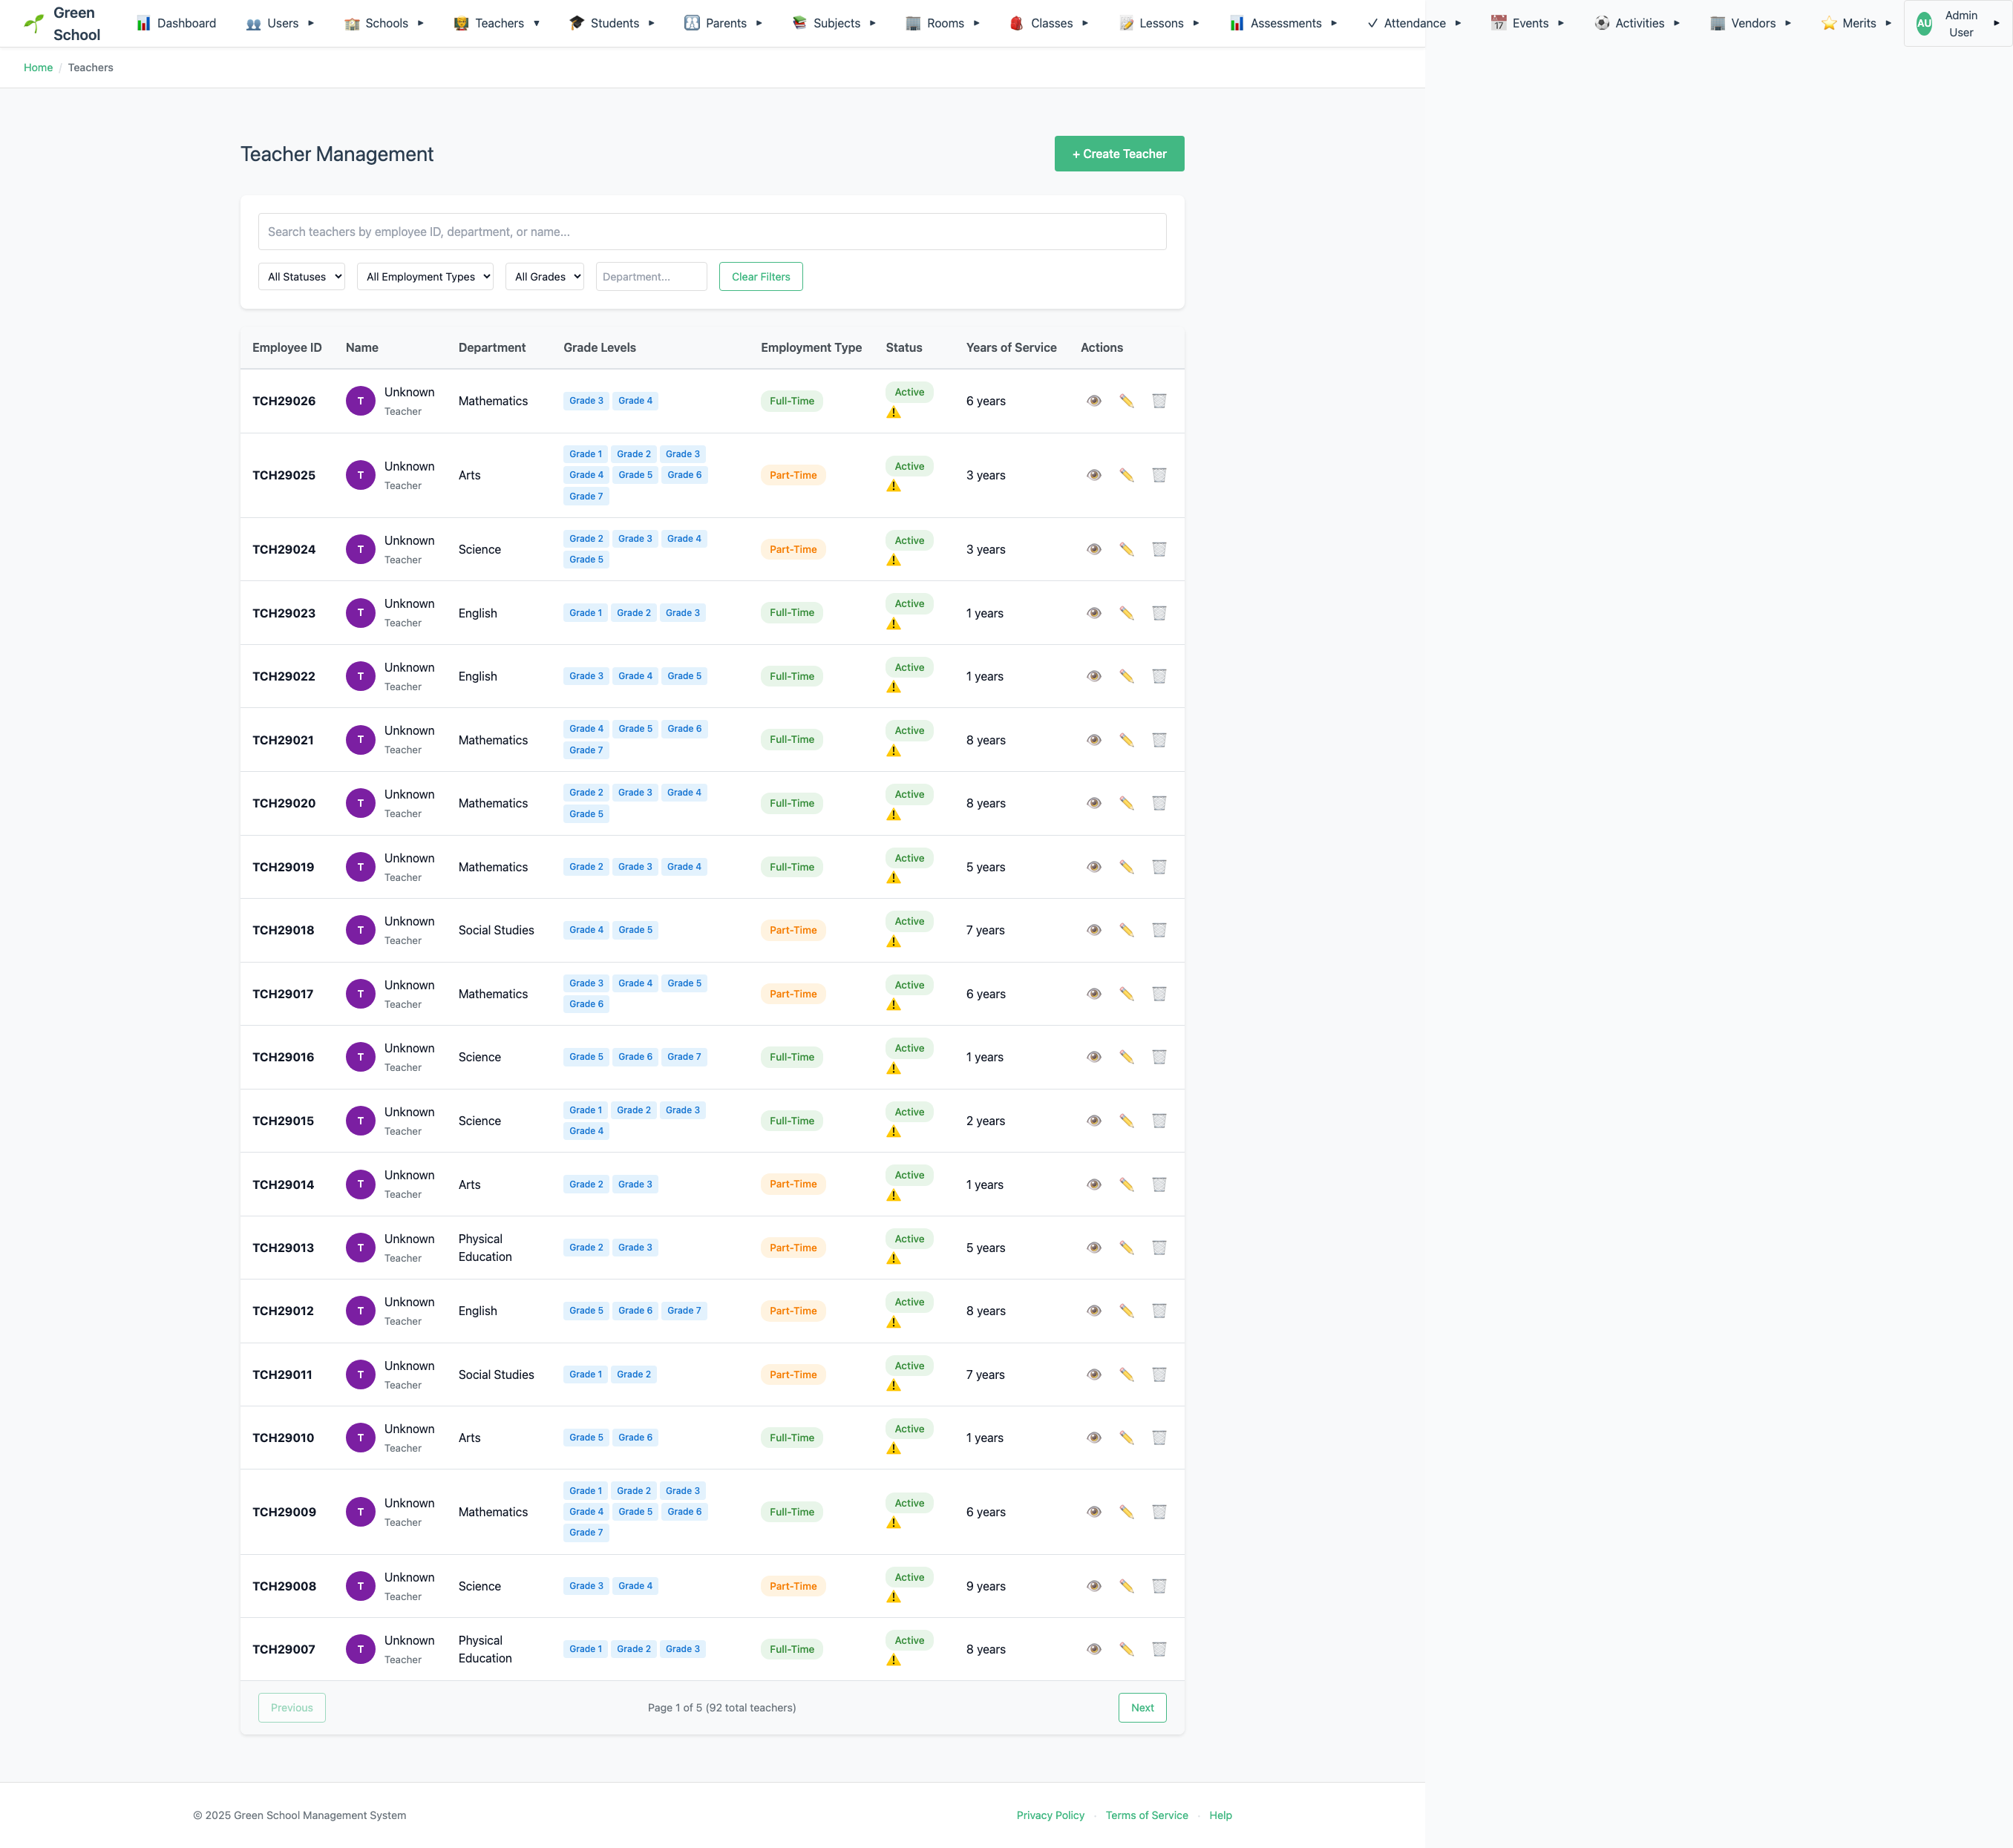 Green School
Dashboard Users Schools Teachers Students Parents Subjects Rooms Classes Lessons Assessments Attendance Events Activities Vendors Merits AU Admin User
Home / Teachers
Teacher Management
+ Create Teacher
Search teachers by employee ID, department, or name...
All Statuses All Employment Types All Grades Department... Clear Filters
Employee ID Name Department Grade Levels Employment Type Status Years of Service Actions
TCH29026 T Unknown Teacher Mathematics Grade 3 Grade 4 Full-Time Active 6 years
TCH29025 T Unknown Teacher Arts Grade 1 Grade 2 Grade 3 Grade 4 Grade 5 Grade 6 Grade 7 Part-Time Active 3 years
TCH29024 T Unknown Teacher Science Grade 2 Grade 3 Grade 4 Grade 5 Part-Time Active 3 years
TCH29023 T Unknown Teacher English Grade 1 Grade 2 Grade 3 Full-Time Active 1 years
TCH29022 T Unknown Teacher English Grade 3 Grade 4 Grade 5 Full-Time Active 1 years
TCH29021 T Unknown Teacher Mathematics Grade 4 Grade 5 Grade 6 Grade 7 Full-Time Active 8 years
TCH29020 T Unknown Teacher Mathematics Grade 2 Grade 3 Grade 4 Grade 5 Full-Time Active 8 years
TCH29019 T Unknown Teacher Mathematics Grade 2 Grade 3 Grade 4 Full-Time Active 5 years
TCH29018 T Unknown Teacher Social Studies Grade 4 Grade 5 Part-Time Active 7 years
TCH29017 T Unknown Teacher Mathematics Grade 3 Grade 4 Grade 5 Grade 6 Part-Time Active 6 years
TCH29016 T Unknown Teacher Science Grade 5 Grade 6 Grade 7 Full-Time Active 1 years
TCH29015 T Unknown Teacher Science Grade 1 Grade 2 Grade 3 Grade 4 Full-Time Active 2 years
TCH29014 T Unknown Teacher Arts Grade 2 Grade 3 Part-Time Active 1 years
TCH29013 T Unknown Teacher Physical Education Grade 2 Grade 3 Part-Time Active 5 years
TCH29012 T Unknown Teacher English Grade 5 Grade 6 Grade 7 Part-Time Active 8 years
TCH29011 T Unknown Teacher Social Studies Grade 1 Grade 2 Part-Time Active 7 years
TCH29010 T Unknown Teacher Arts Grade 5 Grade 6 Full-Time Active 1 years
TCH29009 T Unknown Teacher Mathematics Grade 1 Grade 2 Grade 3 Grade 4 Grade 5 Grade 6 Grade 7 Full-Time Active 6 years
TCH29008 T Unknown Teacher Science Grade 3 Grade 4 Part-Time Active 9 years
TCH29007 T Unknown Teacher Physical Education Grade 1 Grade 2 Grade 3 Full-Time Active 8 years
Previous Page 1 of 5 (92 total teachers) Next
© 2025 Green School Management System
Privacy Policy · Terms of Service · Help